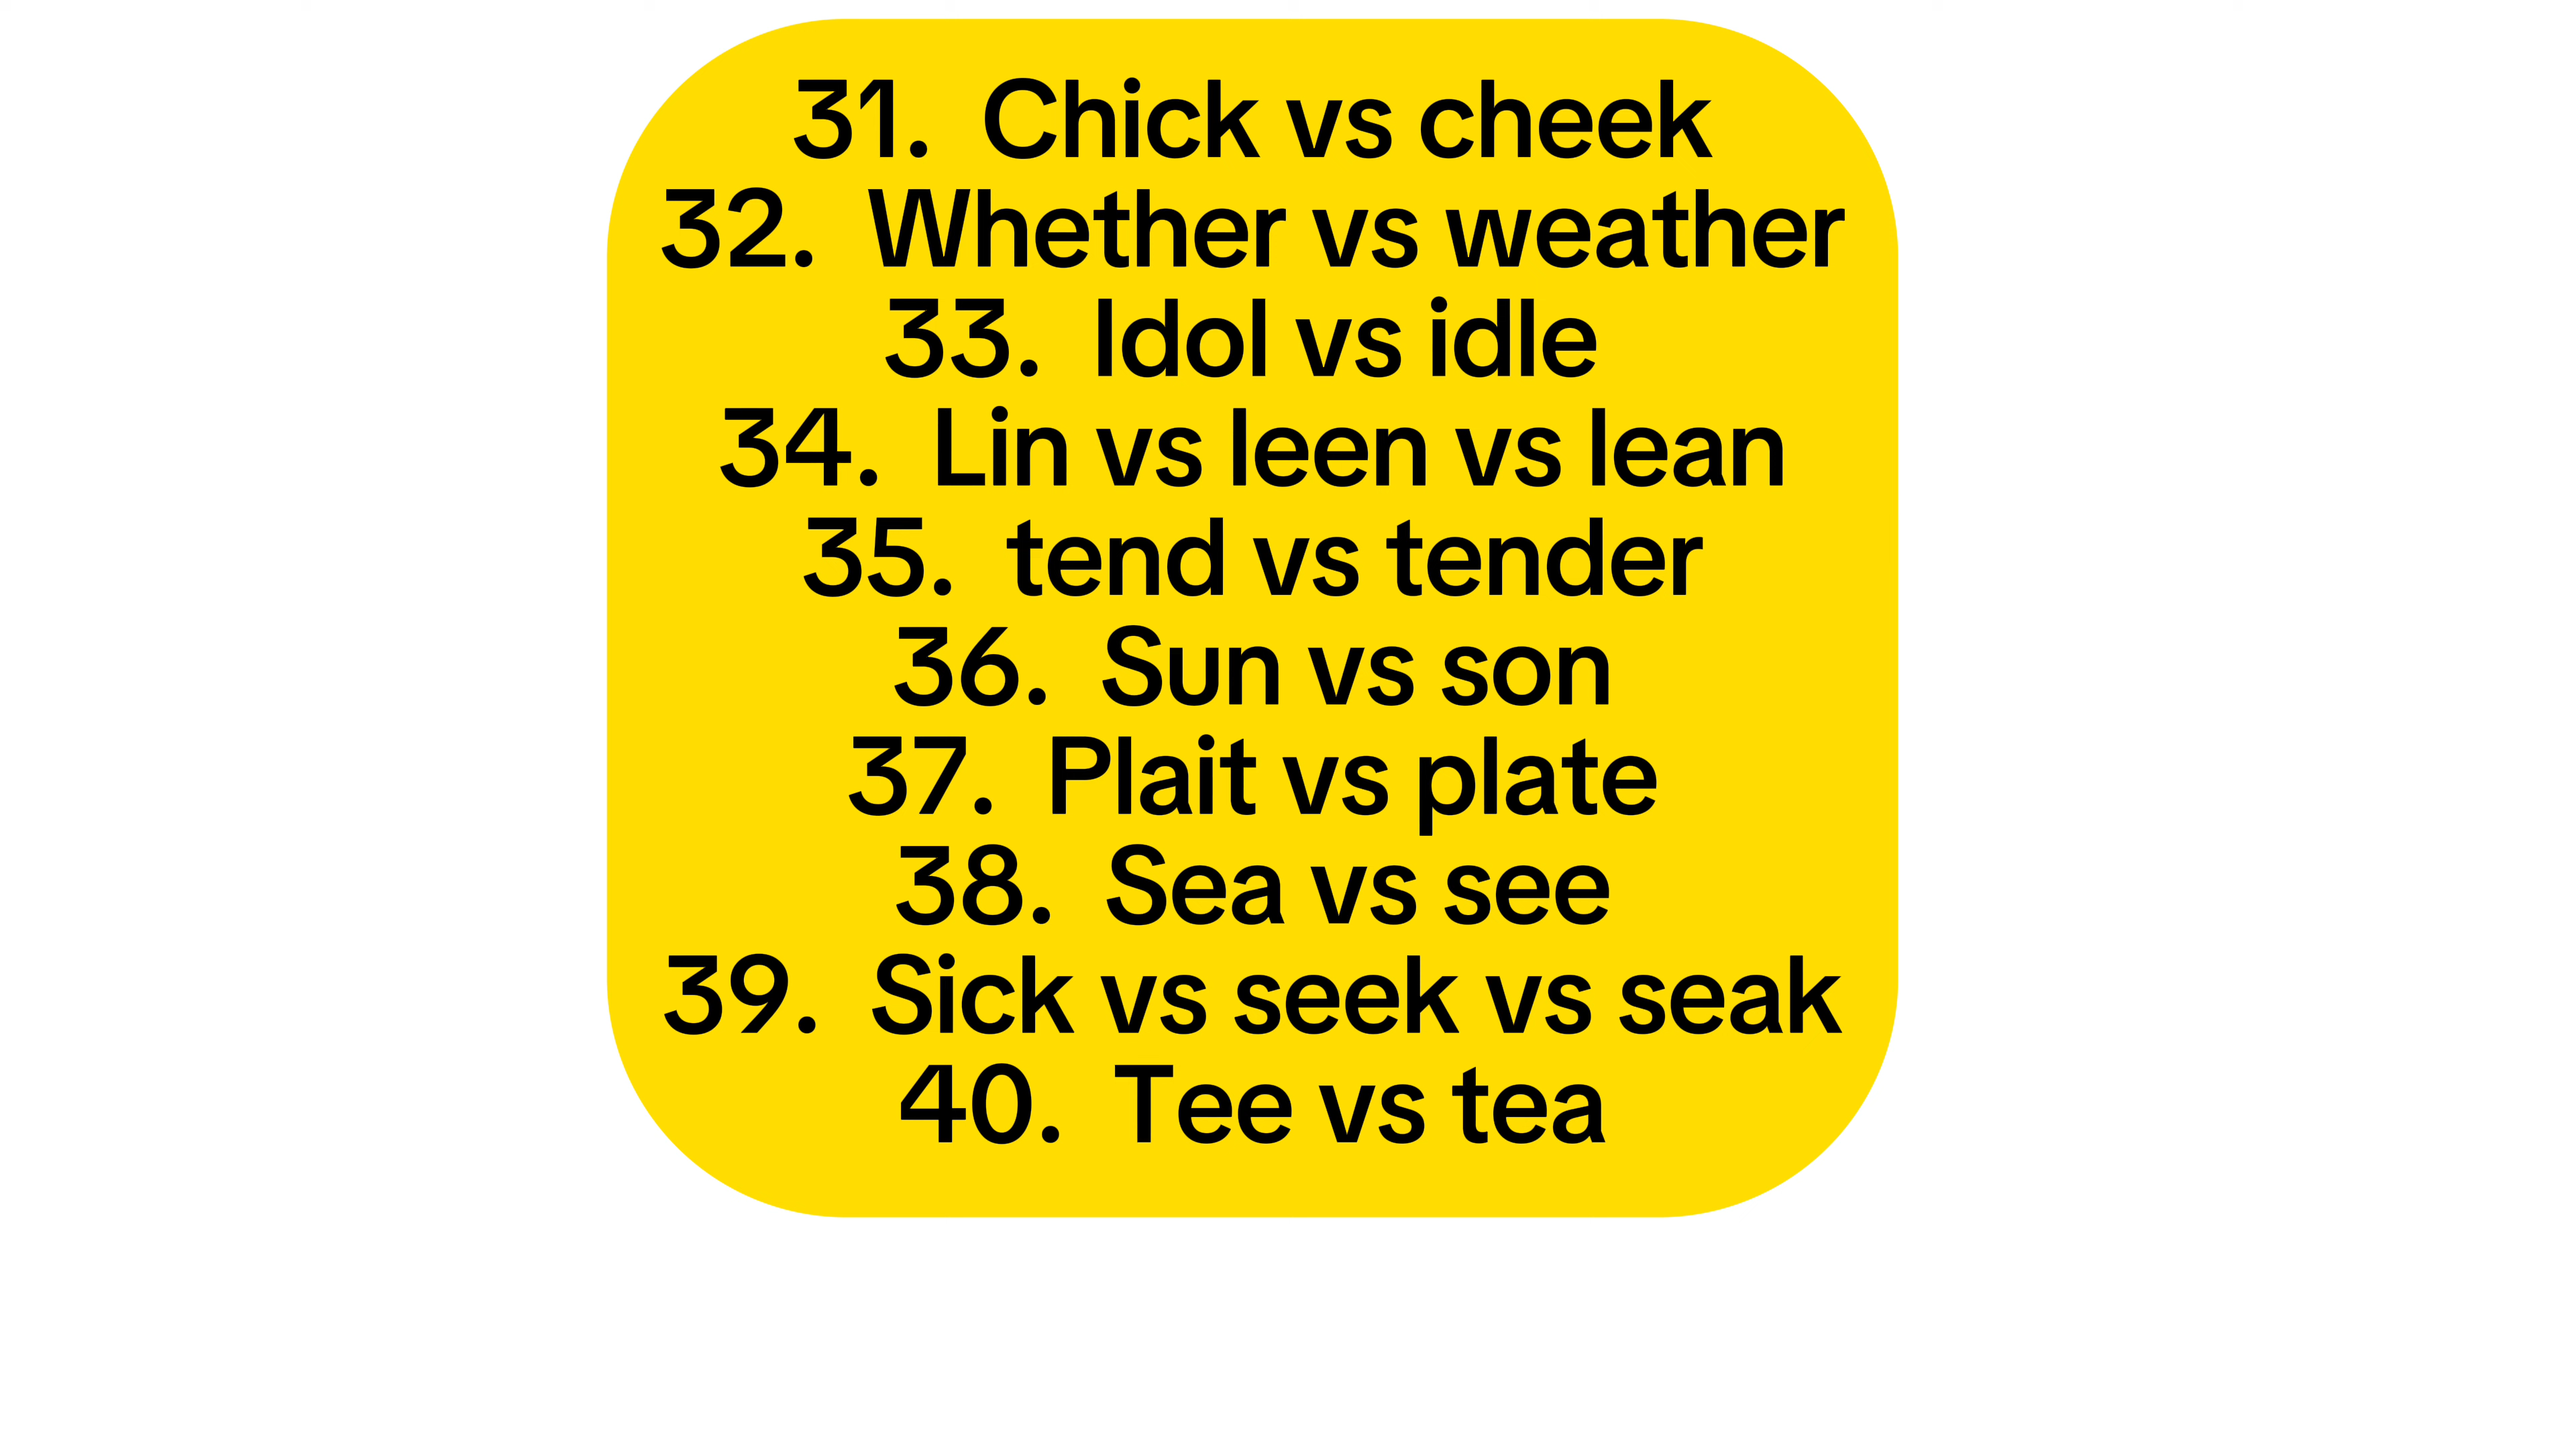 31. Chick vs cheek
32. Whether vs weather
33. Idol vs idle
34. Lin vs leen vs lean
35. tend vs tender
36. Sun vs son
37. Plait vs plate
38. Sea vs see
39. Sick vs seek vs seak
40. Tee vs tea